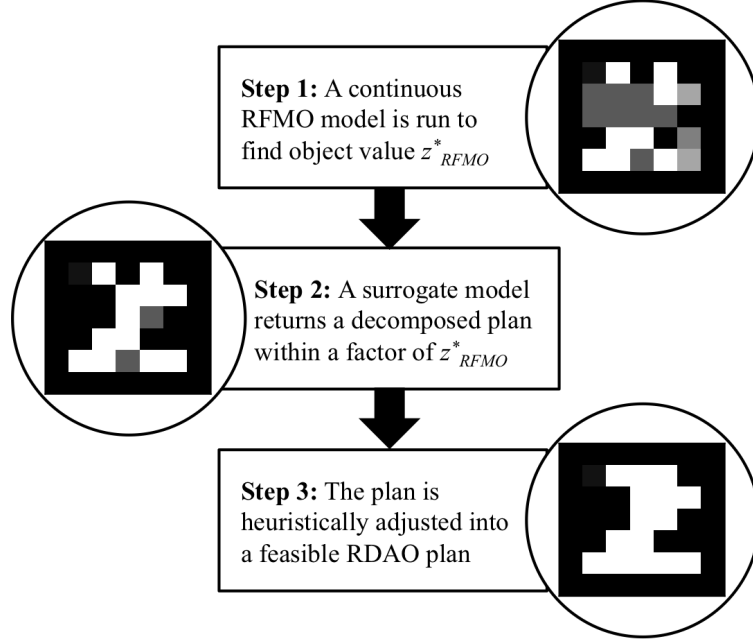 Step 1: A continuous
RFMO model is run to
find object value z*RFMO
Step 2: A surrogate model
returns a decomposed plan
within a factor of z*RFMO
Step 3: The plan is
heuristically adjusted into
a feasible RDAO plan